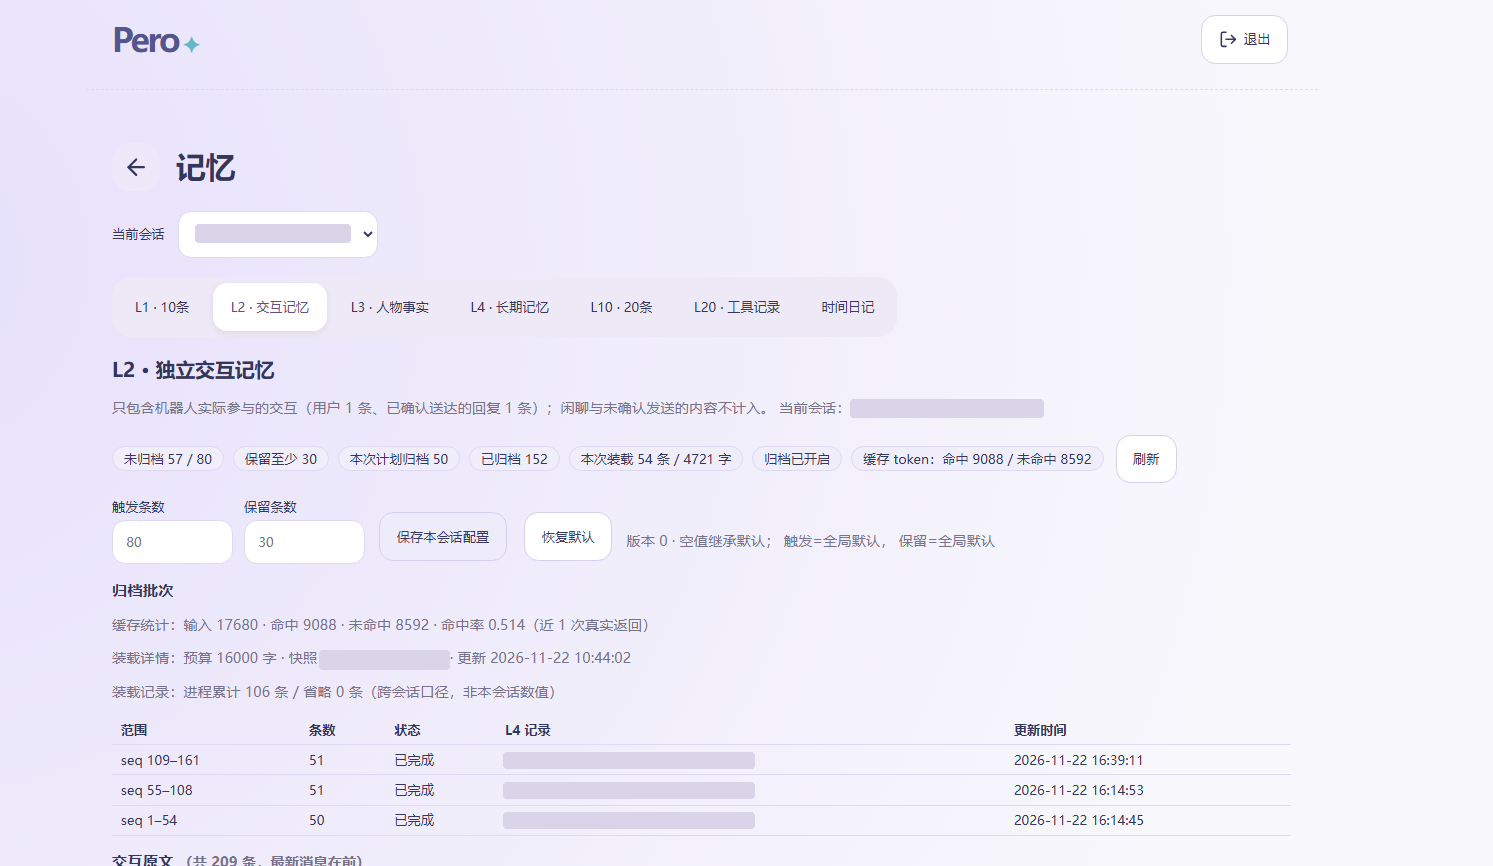 Pero
退出
记忆
当前会话
L1 · 10条 L2 · 交互记忆 L3 · 人物事实 L4 · 长期记忆 L10 · 20条 L20 · 工具记录 时间日记
L2 • 独立交互记忆
只包含机器人实际参与的交互（用户 1 条、已确认送达的回复 1 条）；闲聊与未确认发送的内容不计入。 当前会话：
未归档 57 / 80 保留至少 30 本次计划归档 50 已归档 152 本次装载 54 条 / 4721 字 归档已开启 缓存 token：命中 9088 / 未命中 8592 刷新
触发条数 保留条数
80 30 保存本会话配置 恢复默认 版本 0 · 空值继承默认； 触发=全局默认， 保留=全局默认
归档批次
缓存统计：输入 17680 · 命中 9088 · 未命中 8592 · 命中率 0.514（近 1 次真实返回）
装载详情：预算 16000 字 · 快照 · 更新 2026-11-22 10:44:02
装载记录：进程累计 106 条 / 省略 0 条（跨会话口径，非本会话数值）
范围 条数 状态 L4 记录 更新时间
seq 109–161 51 已完成 2026-11-22 16:39:11
seq 55–108 51 已完成 2026-11-22 16:14:53
seq 1–54 50 已完成 2026-11-22 16:14:45
交互原文 （共 209 条，最新消息在前）